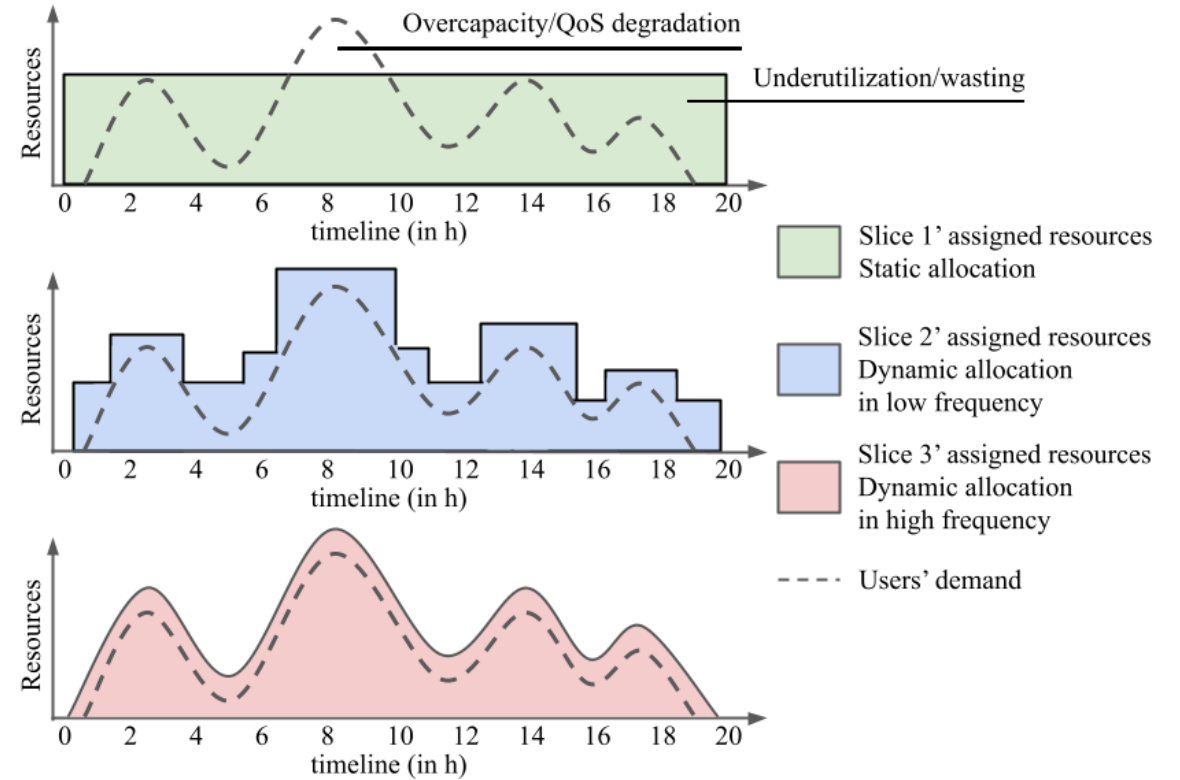 Overcapacity/QoS degradation
Underutilization/wasting
Resources
0 2 4 6 8 10 12 14 16 18 20
timeline (in h)
Slice 1’ assigned resources
Static allocation
Resources
0 2 4 6 8 10 12 14 16 18 20
timeline (in h)
Slice 2’ assigned resources
Dynamic allocation
in low frequency
Slice 3’ assigned resources
Dynamic allocation
in high frequency
Users’ demand
Resources
0 2 4 6 8 10 12 14 16 18 20
timeline (in h)